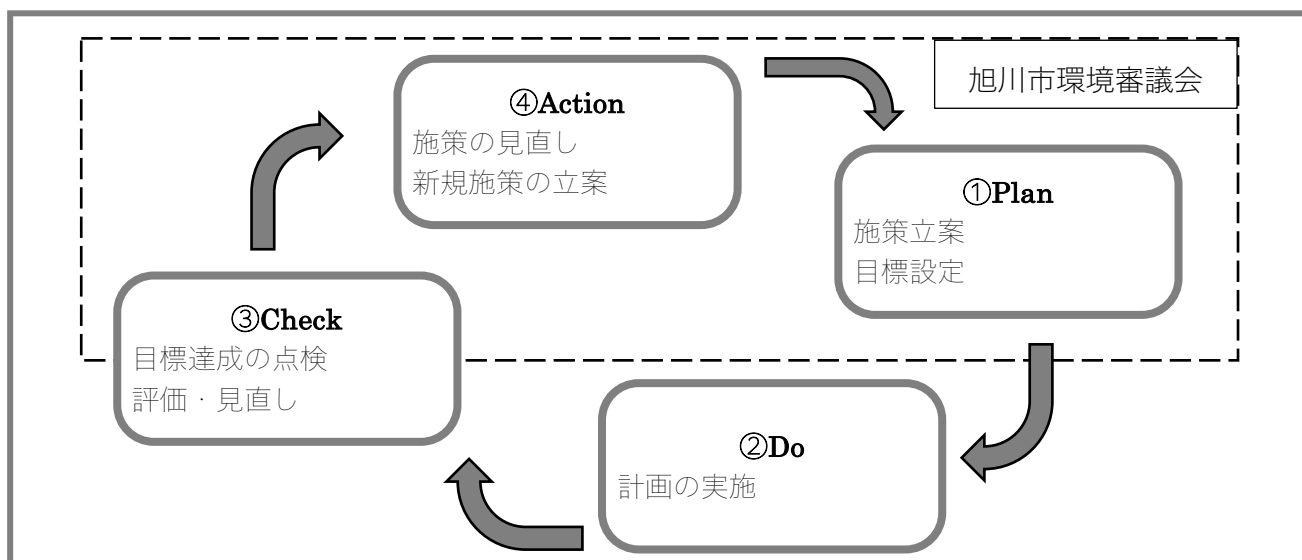 旭川市環境審議会
④Action
施策の見直し
新規施策の立案
①Plan
施策立案
目標設定
③Check
目標達成の点検
評価・見直し
②Do
計画の実施